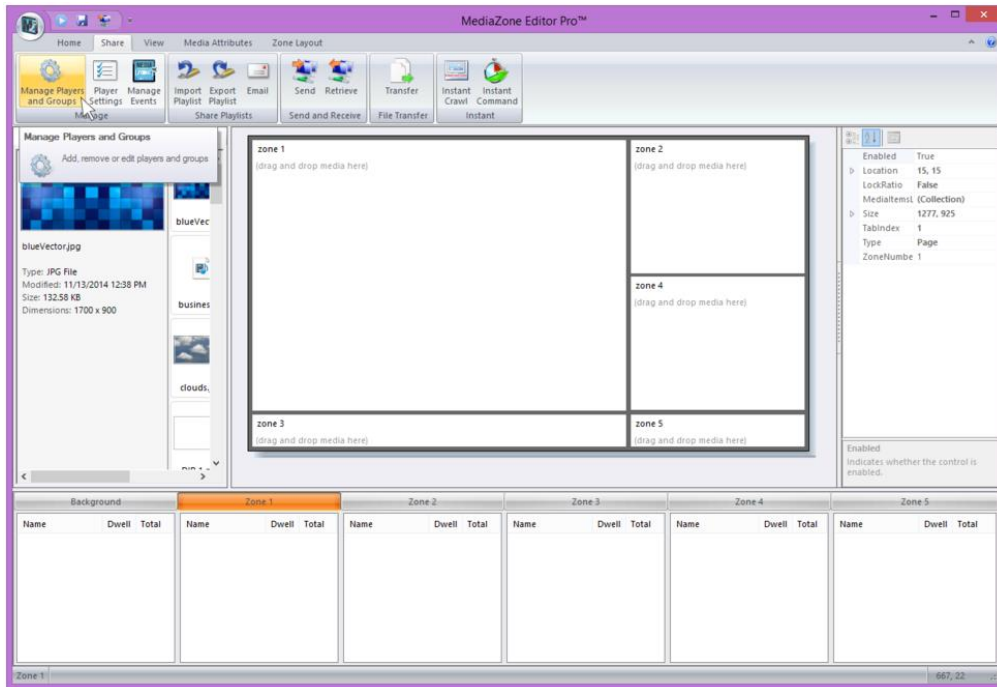 MediaZone Editor Pro™
Home Share View Media Attributes Zone Layout
Manage Players and Groups
Player Settings
Manage Events
Import Playlist
Export Playlist
Email
Send
Retrieve
Transfer
Instant Crawl
Instant Command
Manage
Share Playlists
Send and Receive
File Transfer
Instant
Manage Players and Groups
Add, remove or edit players and groups
blueVector.jpg
Type: JPG File
Modified: 11/13/2014 12:38 PM
Size: 132.58 KB
Dimensions: 1700 x 900
blueVec
busines
clouds.
zone 1
(drag and drop media here)
zone 2
(drag and drop media here)
zone 4
(drag and drop media here)
zone 3
(drag and drop media here)
zone 5
(drag and drop media here)
Enabled True
Location 15, 15
LockRatio False
MediaItemsL (Collection)
Size 1277, 925
TabIndex 1
Type Page
ZoneNumbe 1
Enabled
Indicates whether the control is
enabled.
Background Zone 1 Zone 2 Zone 3 Zone 4 Zone 5
Name Dwell Total Name Dwell Total Name Dwell Total Name Dwell Total Name Dwell Total Name Dwell Total
Zone 1
667, 22